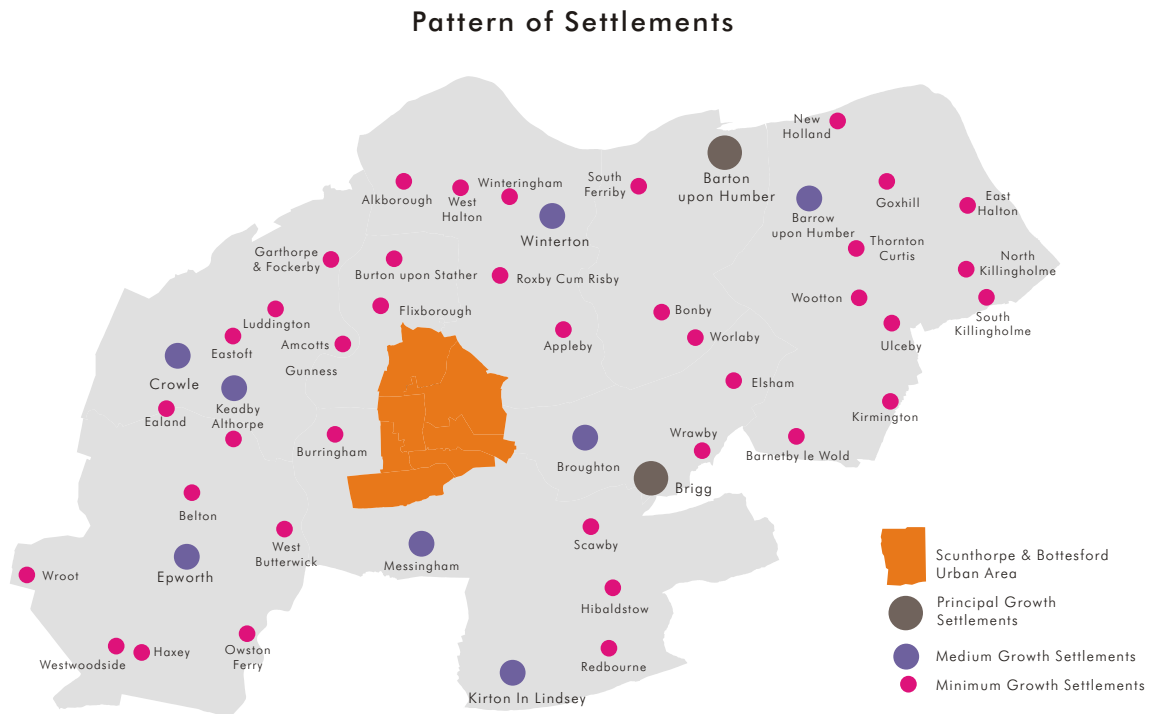 Pattern of Settlements
New
Holland
Barton
upon Humber
South
Ferriby
Winteringham
Alkborough
West
Halton
Winterton
Barrow
upon Humber
Goxhill
East
Halton
Thornton
Curtis
North
Killingholme
Garthorpe
& Fockerby
Burton upon Stather
Roxby Cum Risby
Wootton
South
Killingholme
Luddington
Flixborough
Bonby
Ulceby
Eastoft
Amcotts
Appleby
Worlaby
Gunness
Crowle
Elsham
Keadby
Althorpe
Ealand
Kirmington
Burringham
Wrawby
Barnetby le Wold
Broughton
Brigg
Belton
West
Butterwick
Scawby
Messingham
Epworth
Wroot
Hibaldstow
Owston
Ferry
Haxey
Westwoodside
Redbourne
Kirton In Lindsey
Scunthorpe & Bottesford
Urban Area
Principal Growth
Settlements
Medium Growth Settlements
Minimum Growth Settlements